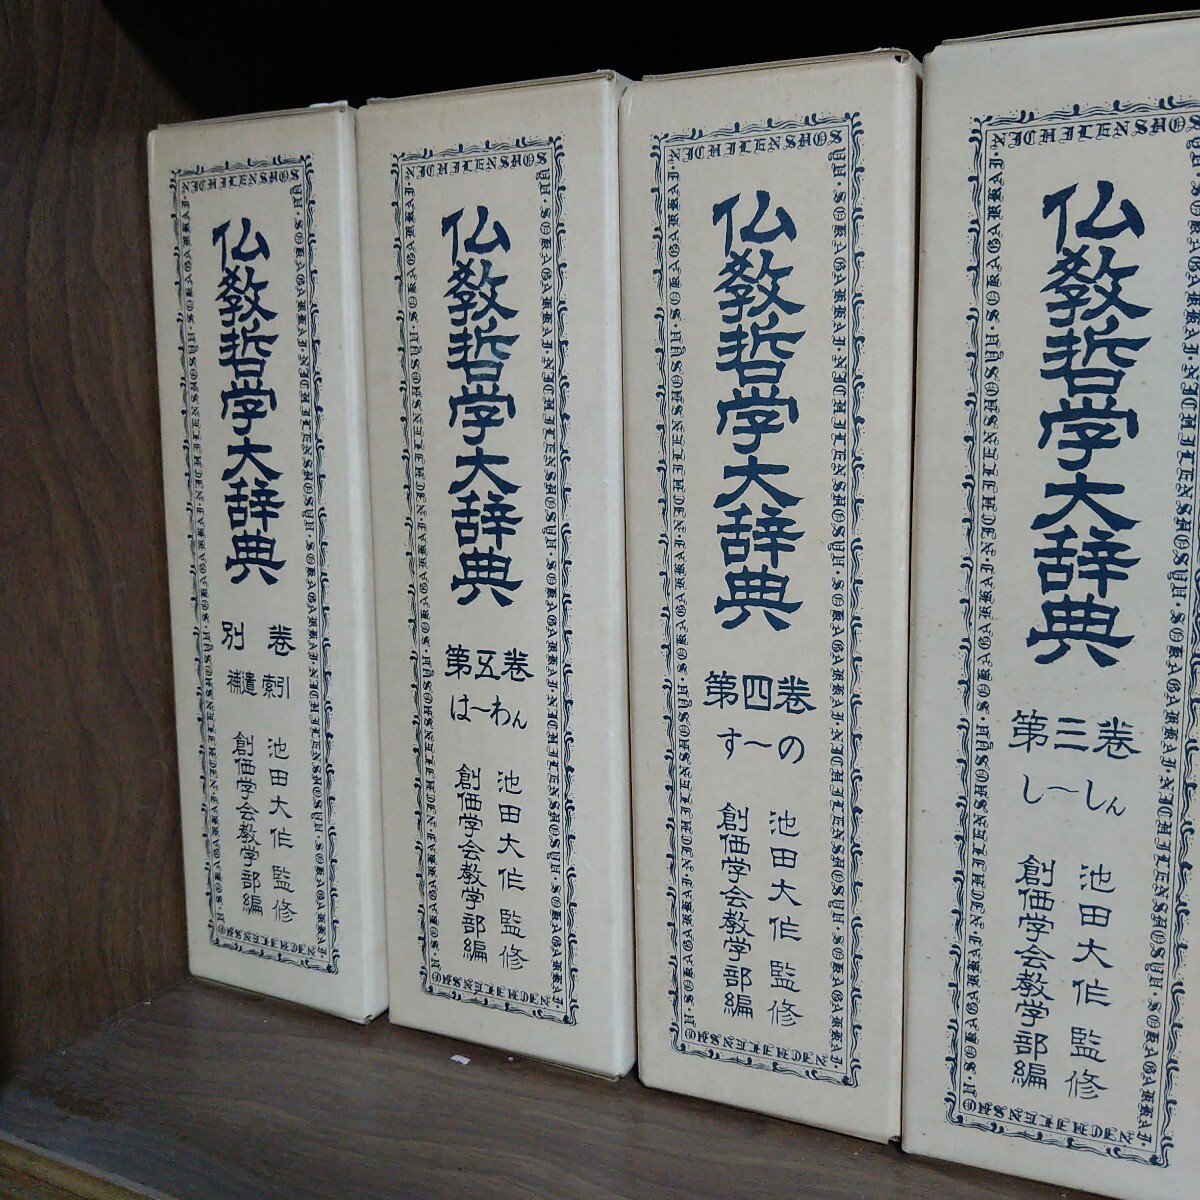 仏教哲学大辞典
別巻
補遺 索引
池田大作 監修
創価学会教学部編
仏教哲学大辞典
第五巻
は〜わん
池田大作 監修
創価学会教学部編
仏教哲学大辞典
第四巻
す〜の
池田大作 監修
創価学会教学部編
仏教哲学大辞典
第三巻
し〜しん
池田大作 監修
創価学会教学部編